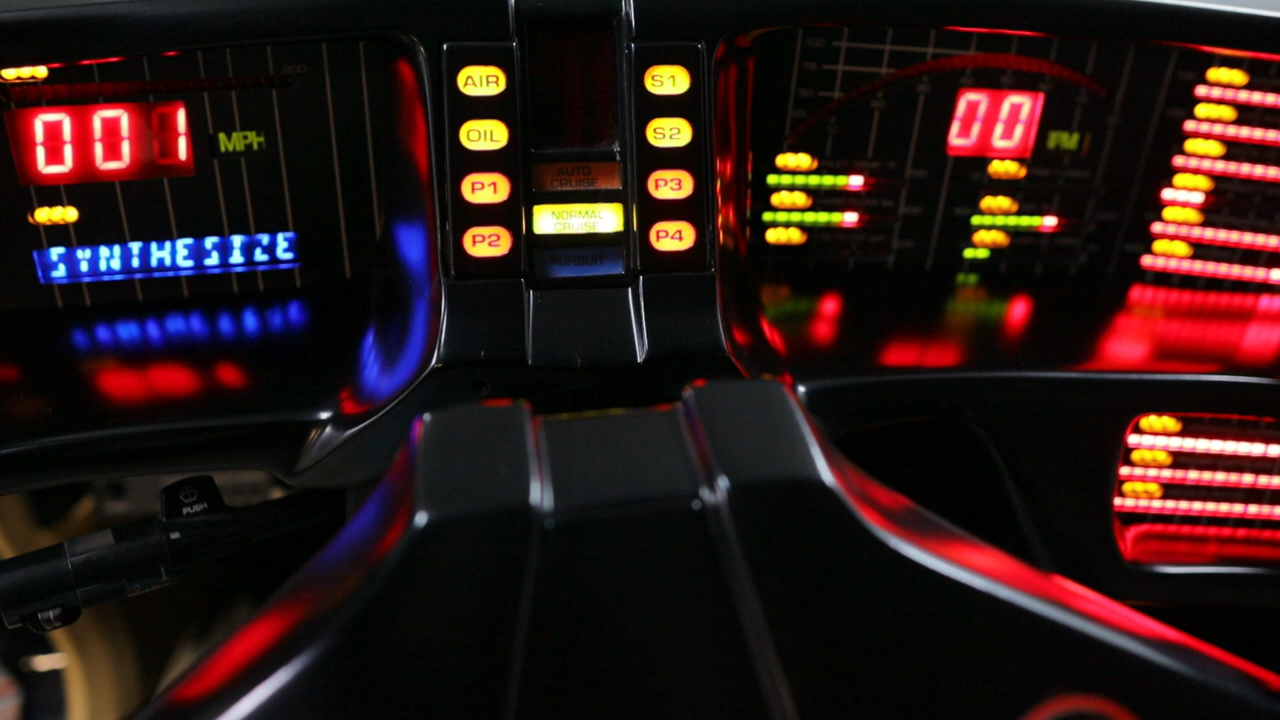 001 MPH
SYNTHESIZE
AIR
OIL
P1
P2
AUTO
CRUISE
NORMAL
CRUISE
PURSUIT
S1
S2
P3
P4
00
PUSH